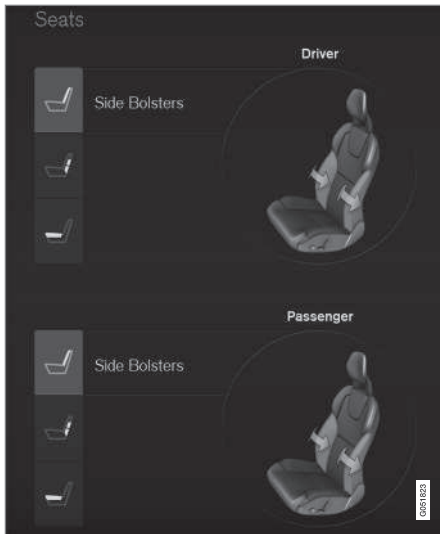 Seats
Driver
Side Bolsters
Passenger
Side Bolsters
G051823